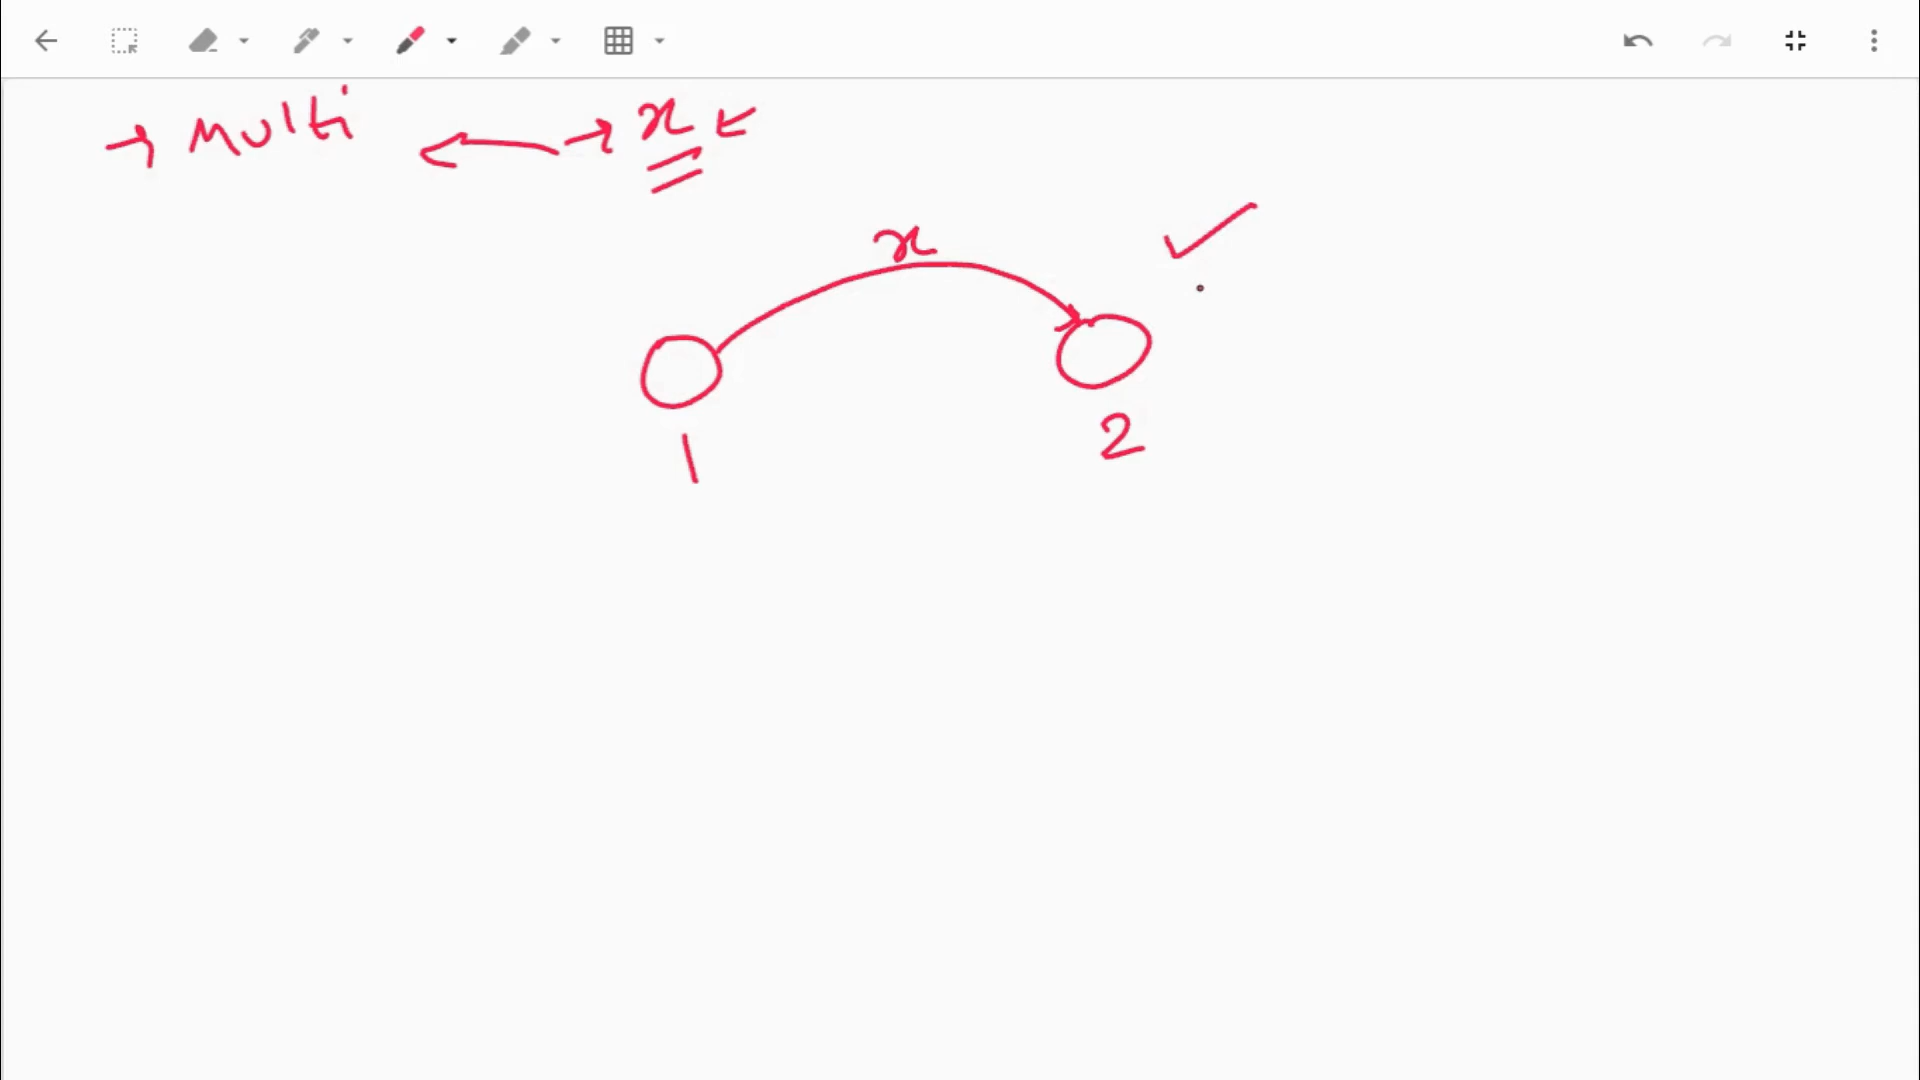 → Multi ← → x ←
x
1 2